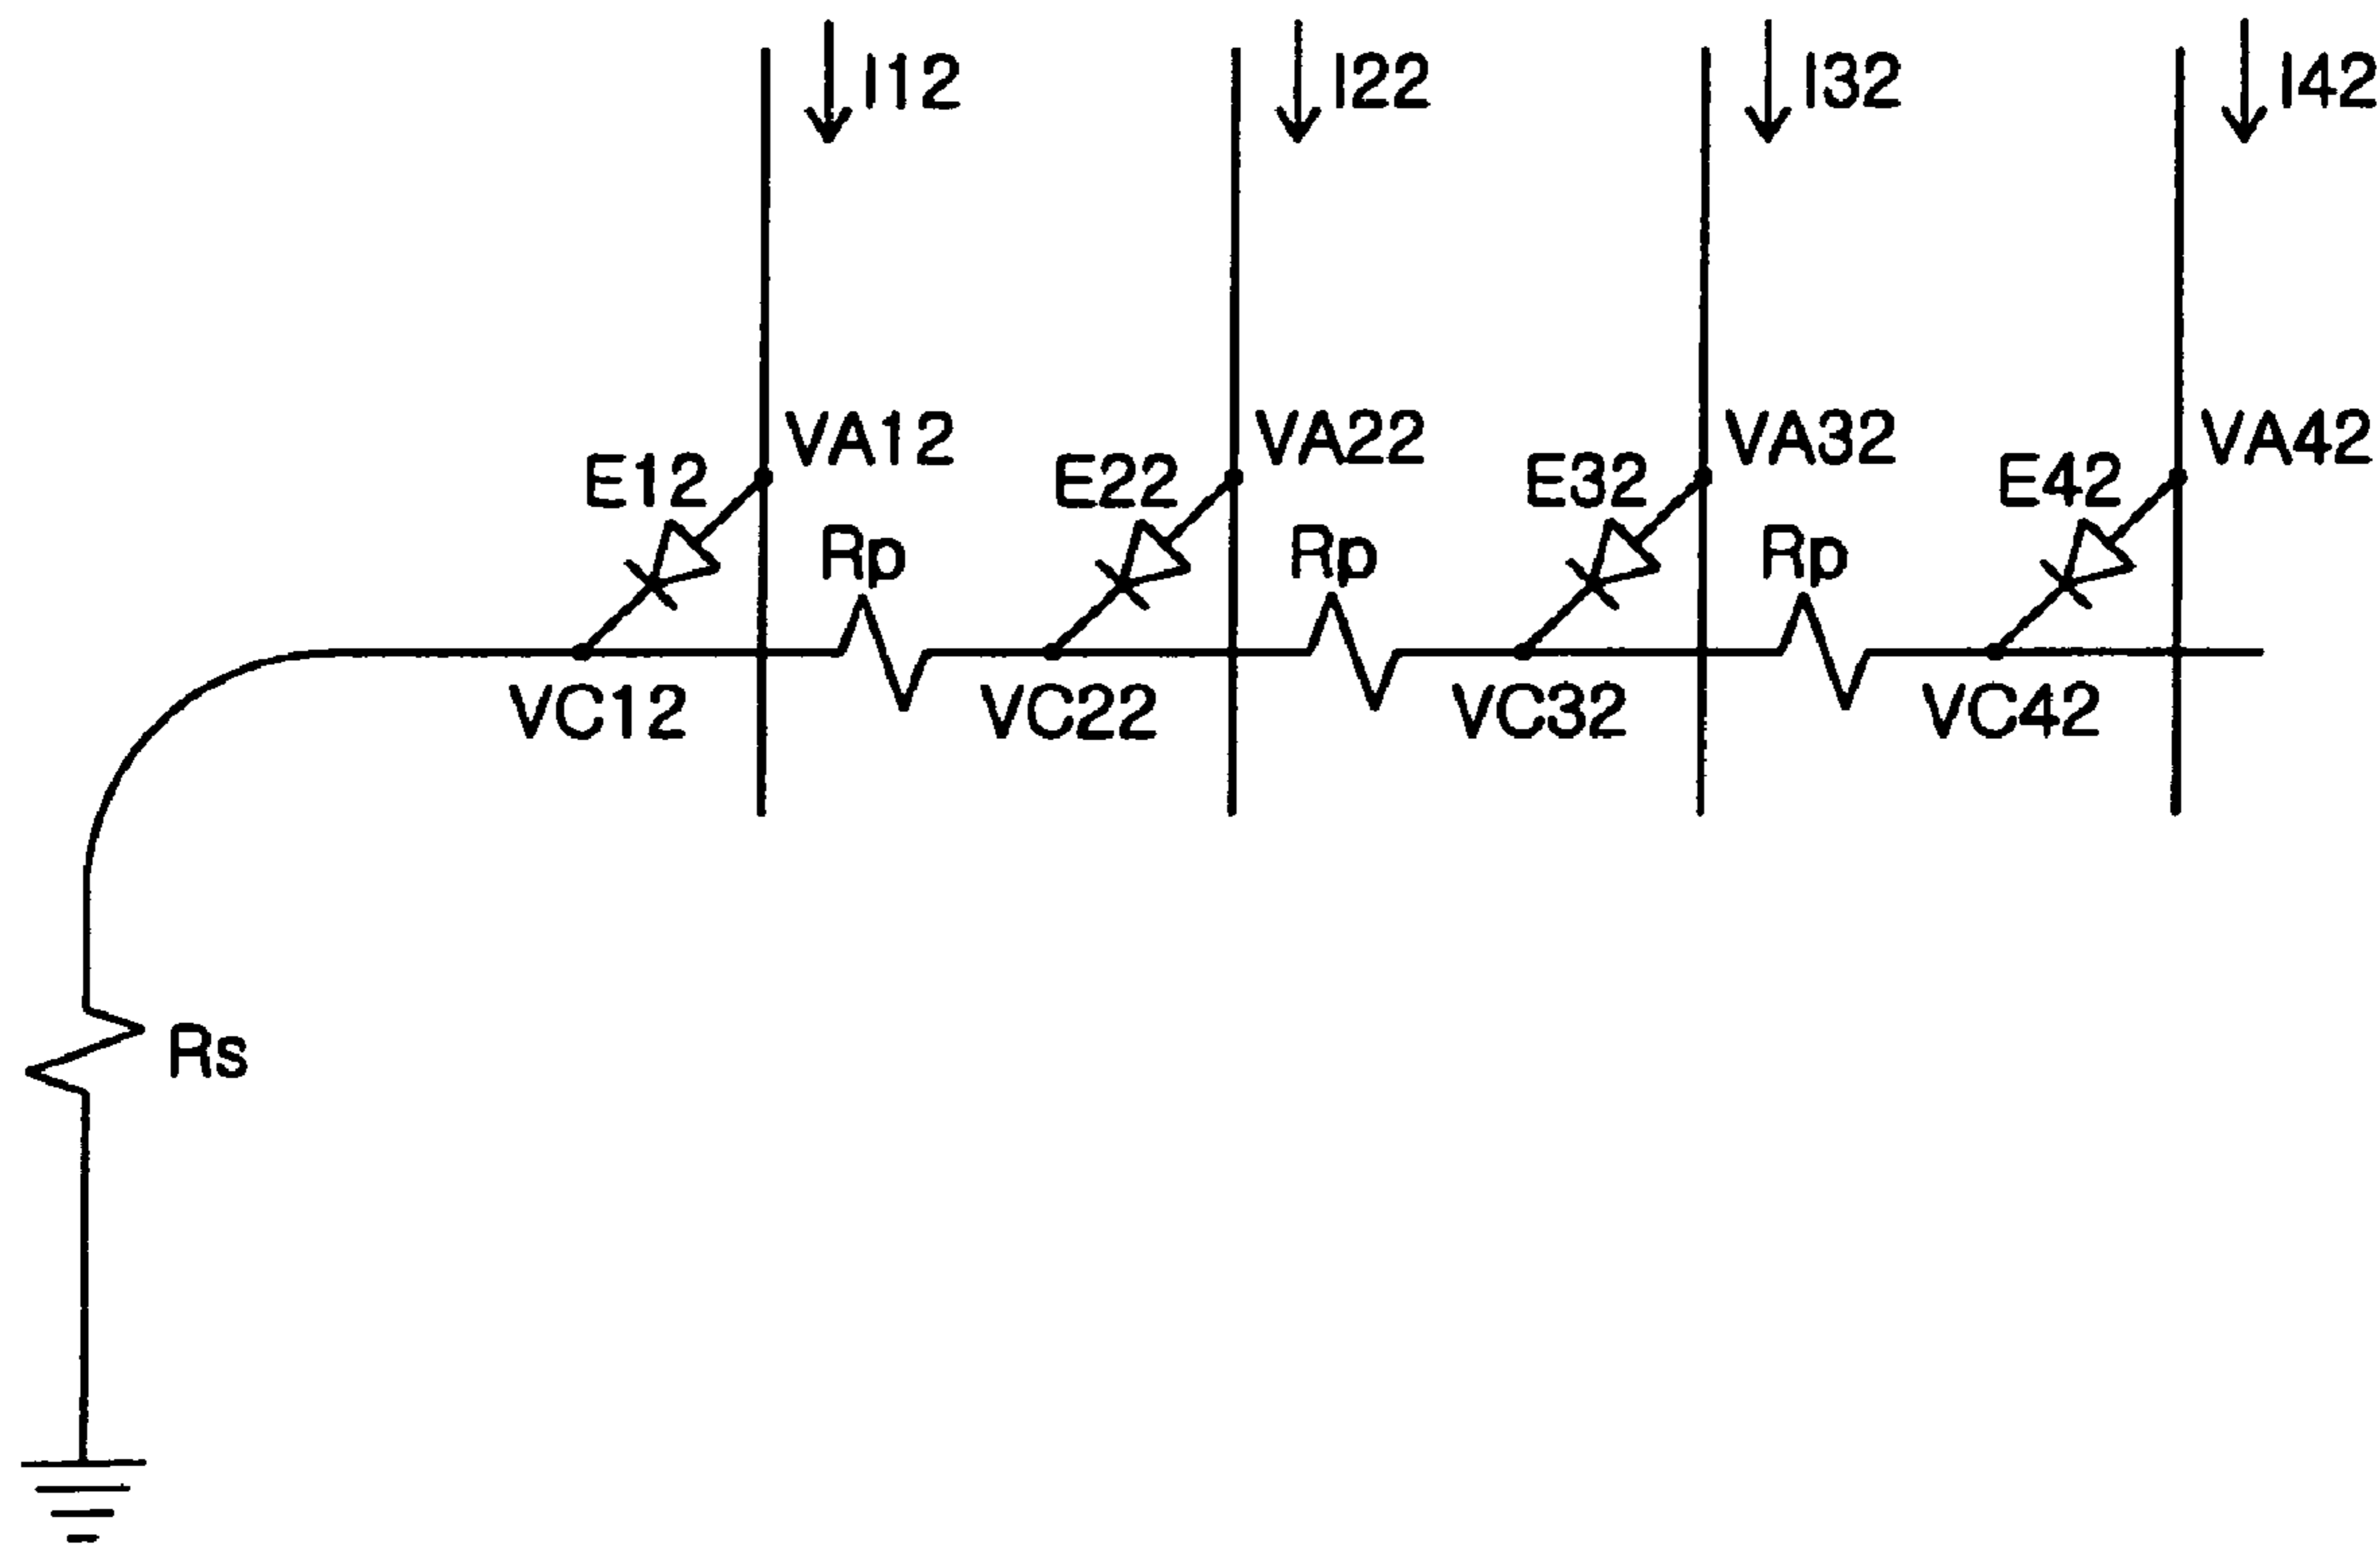 I12 I22 I32 I42
VA12 VA22 VA32 VA42
E12 E22 E32 E42
Rp Rp Rp
VC12 VC22 VC32 VC42
Rs